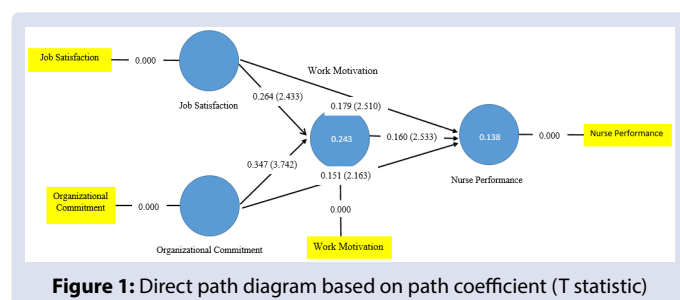 Job Satisfaction
0.000
Job Satisfaction
Work Motivation
0.264 (2.433)
0.179 (2.510)
0.243
0.160 (2.533)
0.138
0.000
Nurse Performance
0.347 (3.742)
0.151 (2.163)
Nurse Performance
Organizational
Commitment
0.000
Organizational Commitment
0.000
Work Motivation
Figure 1: Direct path diagram based on path coefficient (T statistic)